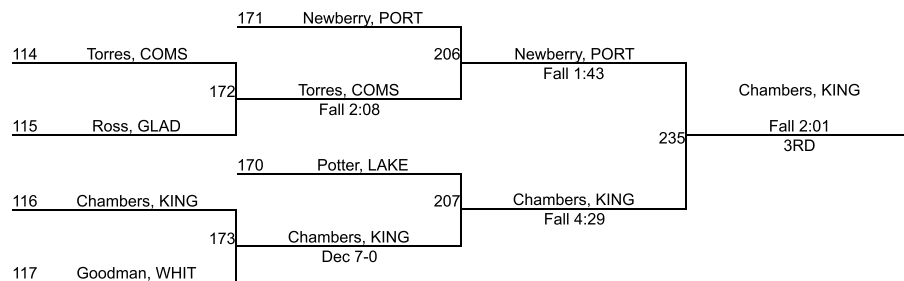 171 Newberry, PORT
114 Torres, COMS
206 Newberry, PORT
Fall 1:43
172 Torres, COMS
Fall 2:08
Chambers, KING
115 Ross, GLAD
235 Fall 2:01
3RD
170 Potter, LAKE
116 Chambers, KING
207 Chambers, KING
Fall 4:29
173 Chambers, KING
Dec 7-0
117 Goodman, WHIT